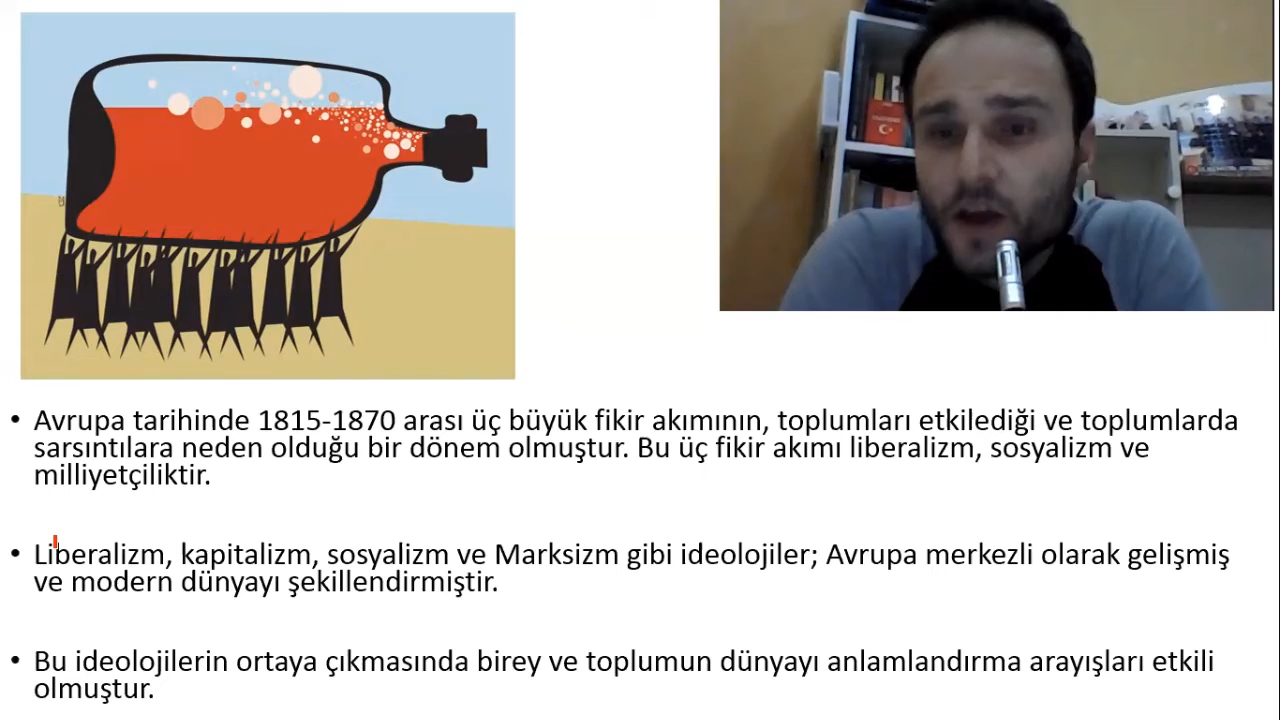 • Avrupa tarihinde 1815-1870 arası üç büyük fikir akımının, toplumları etkilediği ve toplumlarda
sarsıntılara neden olduğu bir dönem olmuştur. Bu üç fikir akımı liberalizm, sosyalizm ve
milliyetçiliktir.
• Liberalizm, kapitalizm, sosyalizm ve Marksizm gibi ideolojiler; Avrupa merkezli olarak gelişmiş
ve modern dünyayı şekillendirmiştir.
• Bu ideolojilerin ortaya çıkmasında birey ve toplumun dünyayı anlamlandırma arayışları etkili
olmuştur.